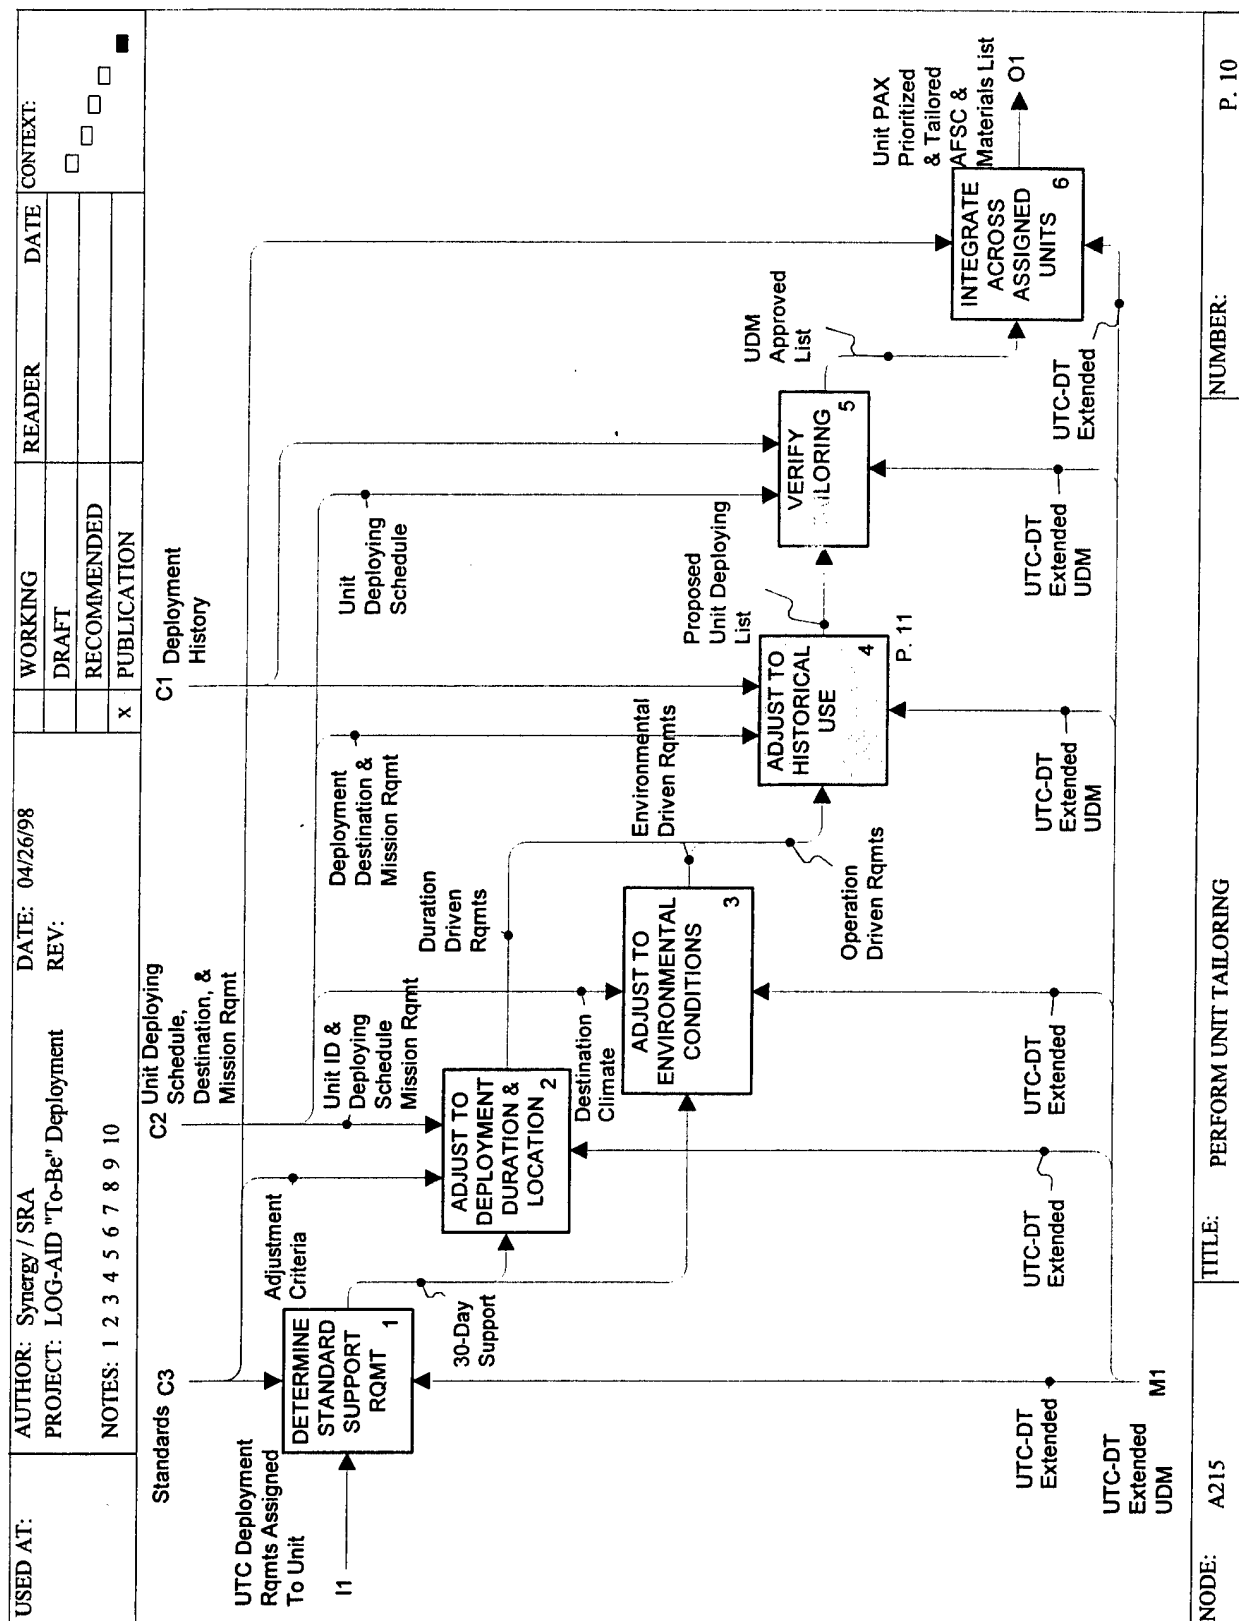 USED AT:
AUTHOR: Synergy / SRA
DATE: 04/26/98
PROJECT: LOG-AID "To-Be" Deployment
REV:
NOTES: 1 2 3 4 5 6 7 8 9 10
WORKING
DRAFT
RECOMMENDED
X PUBLICATION
READER DATE
CONTEXT:
Standards C3
C2 Unit Deploying
Schedule,
Destination, &
Mission Rqmt
C1 Deployment
History
UTC Deployment
Rqmts Assigned
To Unit
I1
DETERMINE
STANDARD
SUPPORT
RQMT
1
Adjustment
Criteria
30-Day
Support
Unit ID &
Deploying
Schedule
Mission Rqmt
ADJUST TO
DEPLOYMENT
DURATION &
LOCATION
2
Destination
Climate
Duration
Driven
Rqmts
ADJUST TO
ENVIRONMENTAL
CONDITIONS
3
Environmental
Driven Rqmts
Operation
Driven Rqmts
Deployment
Destination &
Mission Rqmt
ADJUST TO
HISTORICAL
USE
4
P. 11
Proposed
Unit Deploying
List
Unit
Deploying
Schedule
VERIFY
ILORING
5
UDM
Approved
List
INTEGRATE
ACROSS
ASSIGNED
UNITS
6
Unit PAX
Prioritized
& Tailored
AFSC &
Materials List
O1
UTC-DT
Extended
UTC-DT
Extended
UTC-DT
Extended
UTC-DT
Extended
UDM
UTC-DT
Extended
UDM
UTC-DT
Extended
UTC-DT
Extended
UDM
M1
NODE: A215
TITLE: PERFORM UNIT TAILORING
NUMBER:
P. 10